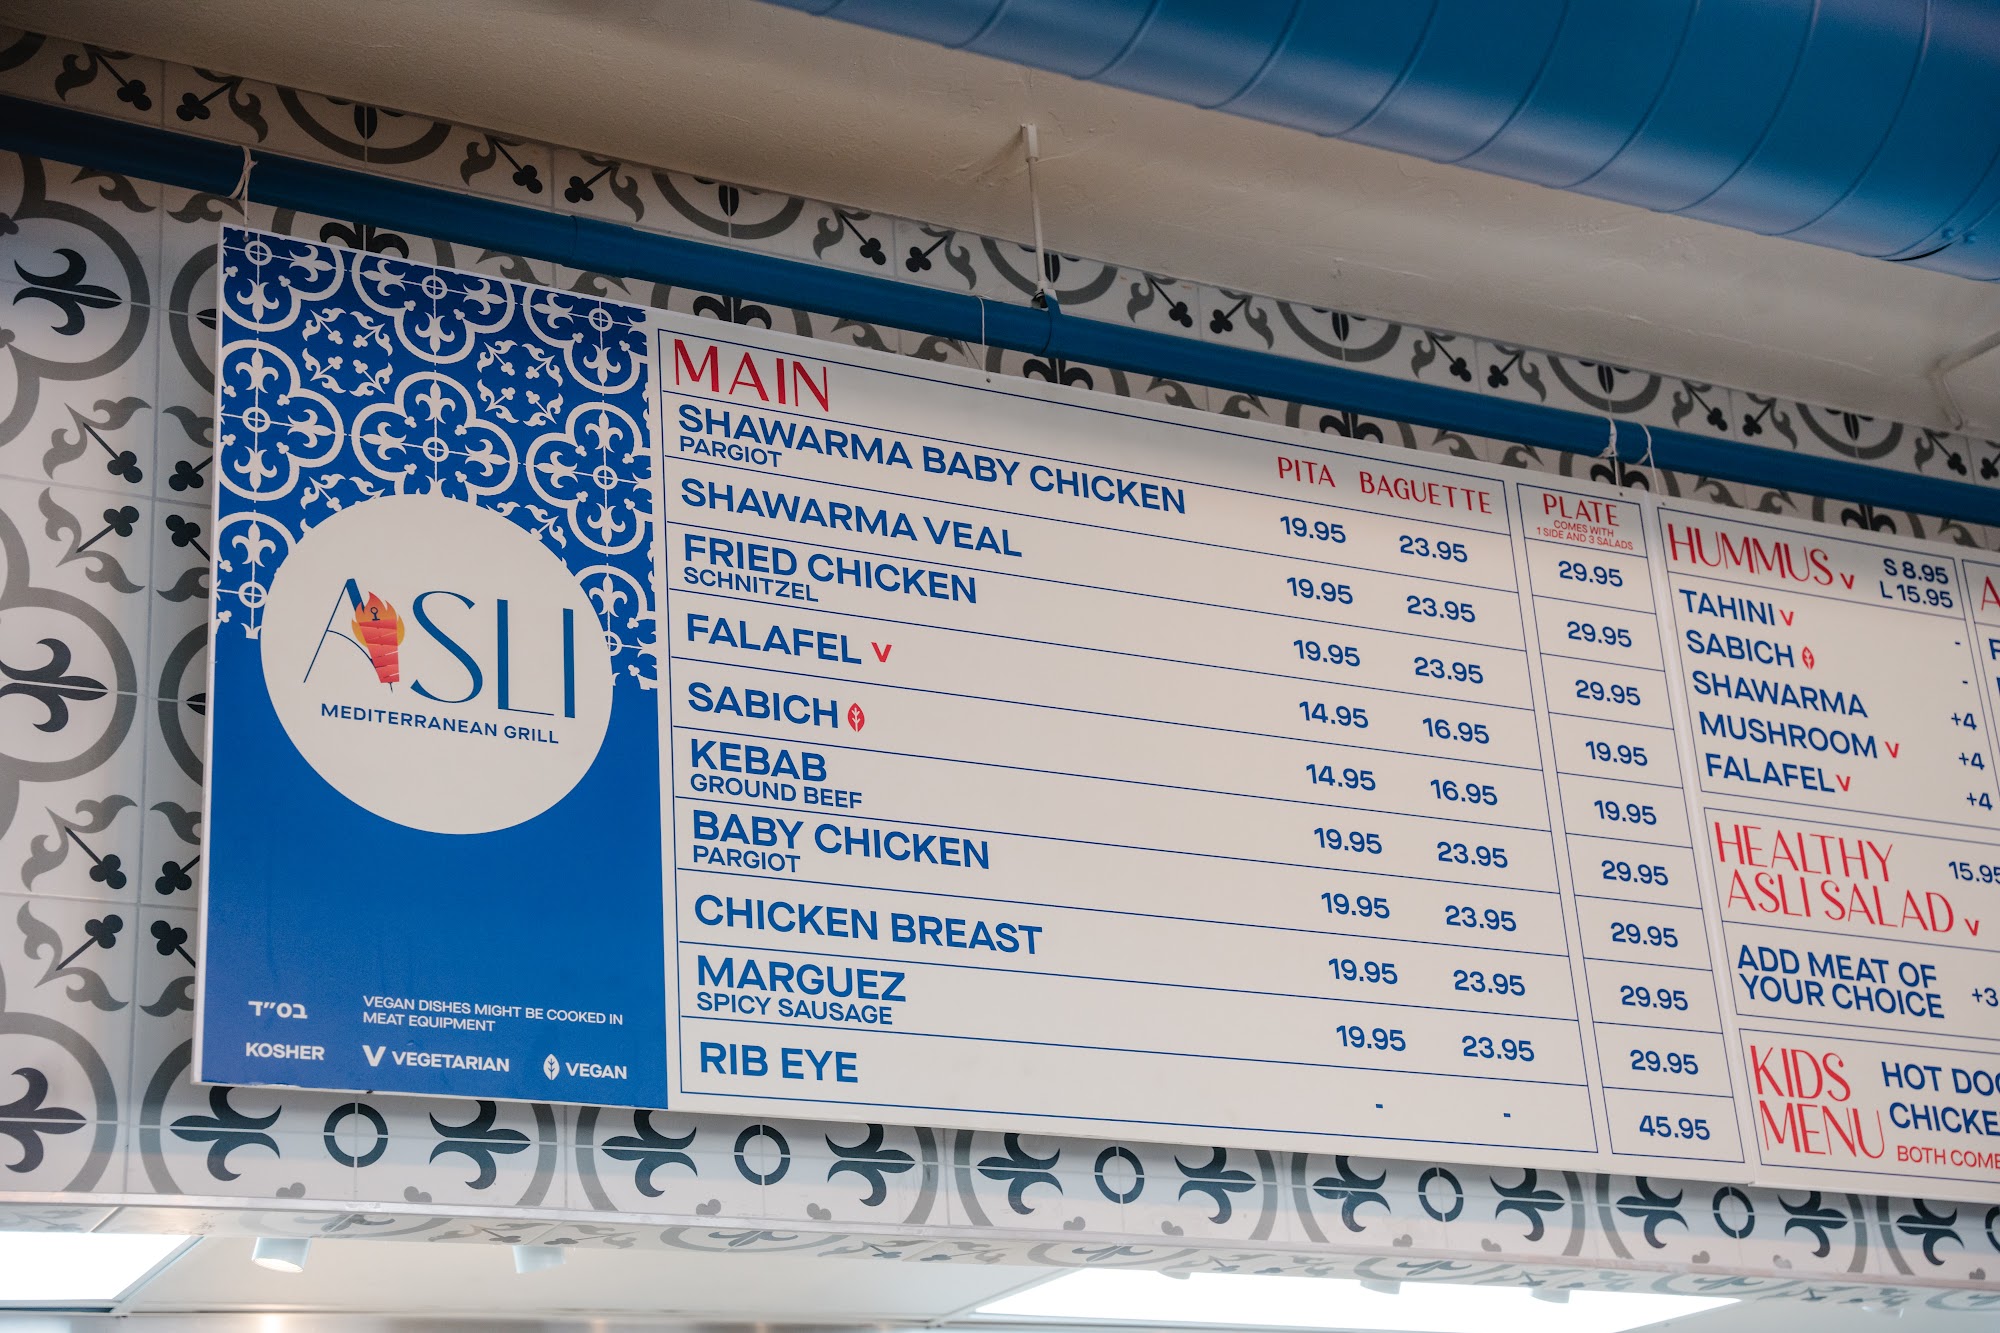 ASLI
MEDITERRANEAN GRILL
בס״ד
KOSHER
VEGAN DISHES MIGHT BE COOKED IN
MEAT EQUIPMENT
V VEGETARIAN
VEGAN
MAIN
PITA BAGUETTE
PLATE
COMES WITH
1 SIDE AND 3 SALADS
SHAWARMA BABY CHICKEN 19.95 23.95 29.95
PARGIOT
SHAWARMA VEAL 19.95 23.95 29.95
FRIED CHICKEN 19.95 23.95 29.95
SCHNITZEL
FALAFEL V 14.95 16.95 19.95
SABICH 14.95 16.95 19.95
KEBAB 19.95 23.95 29.95
GROUND BEEF
BABY CHICKEN 19.95 23.95 29.95
PARGIOT
CHICKEN BREAST 19.95 23.95 29.95
MARGUEZ 19.95 23.95 29.95
SPICY SAUSAGE
RIB EYE - - 45.95
HUMMUS V
S 8.95
L 15.95
TAHINI V -
SABICH -
SHAWARMA +4
MUSHROOM V +4
FALAFEL V +4
HEALTHY 15.95
ASLI SALAD V
ADD MEAT OF
YOUR CHOICE
KIDS
MENU
HOT
BOTH